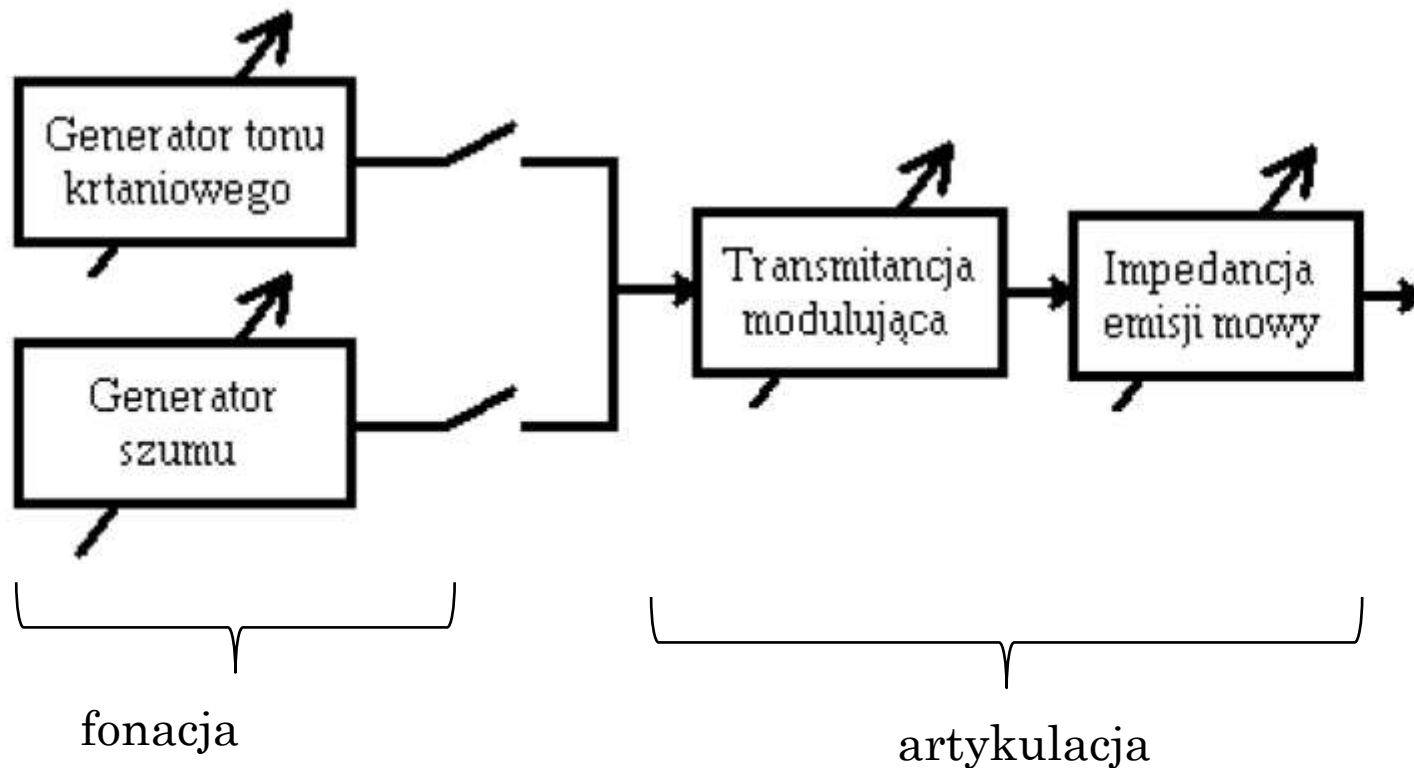 Generator tonu
krtaniowego
Generator
szumu
Transmitancja
modulująca
Impedancja
emisji mowy
fonacja
artykulacja